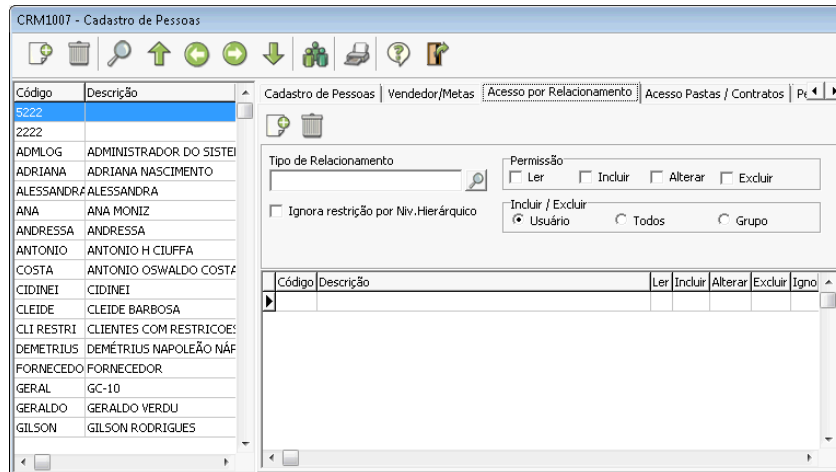 CRM1007 - Cadastro de Pessoas
Código Descrição
5222
2222
ADMLOG ADMINISTRADOR DO SISTEI
ADRIANA ADRIANA NASCIMENTO
ALESSANDRA ALESSANDRA
ANA ANA MONIZ
ANDRESSA ANDRESSA
ANTONIO ANTONIO H CIUFFA
COSTA ANTONIO OSWALDO COSTA
CIDINEI CIDINEI
CLEIDE CLEIDE BARBOSA
CLI RESTRI CLIENTES COM RESTRICOES
DEMETRIUS DEMÉTRIUS NAPOLEÃO NÁP
FORNECEDO FORNECEDOR
GERAL GC-10
GERALDO GERALDO VERDU
GILSON GILSON RODRIGUES
Cadastro de Pessoas Vendedor/Metas Acesso por Relacionamento Acesso Pastas / Contratos
Tipo de Relacionamento
Ignora restrição por Niv.Hierárquico
Permissão
Ler Incluir Alterar Excluir
Incluir / Excluir
Usuário Todos Grupo
Código Descrição Ler Incluir Alterar Excluir Igno